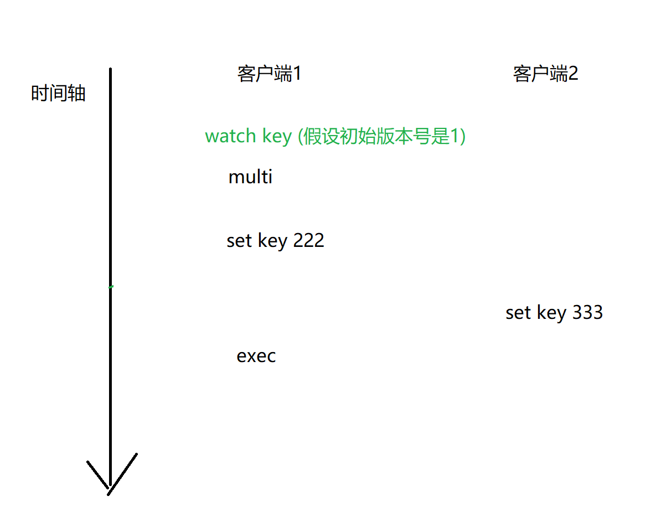 客户端1
客户端2
时间轴
watch key (假设初始版本号是1)
multi
set key 222
set key 333
exec